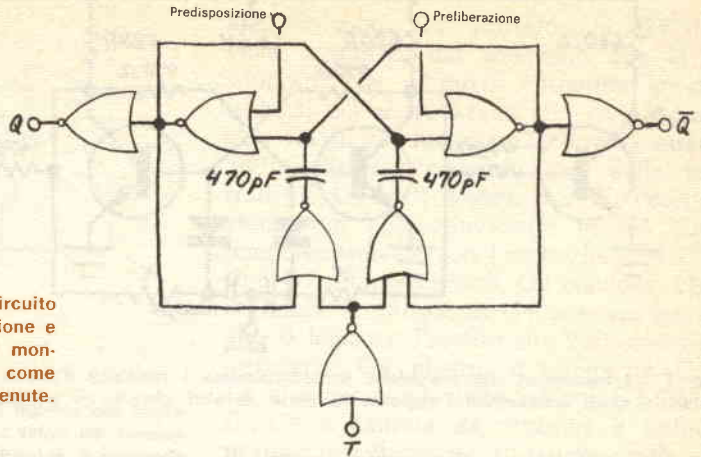 Predisposizione
Preliberazione
Q
Q̅
470pF
470pF
ircuito
ione e
mon-
come
enute.
T